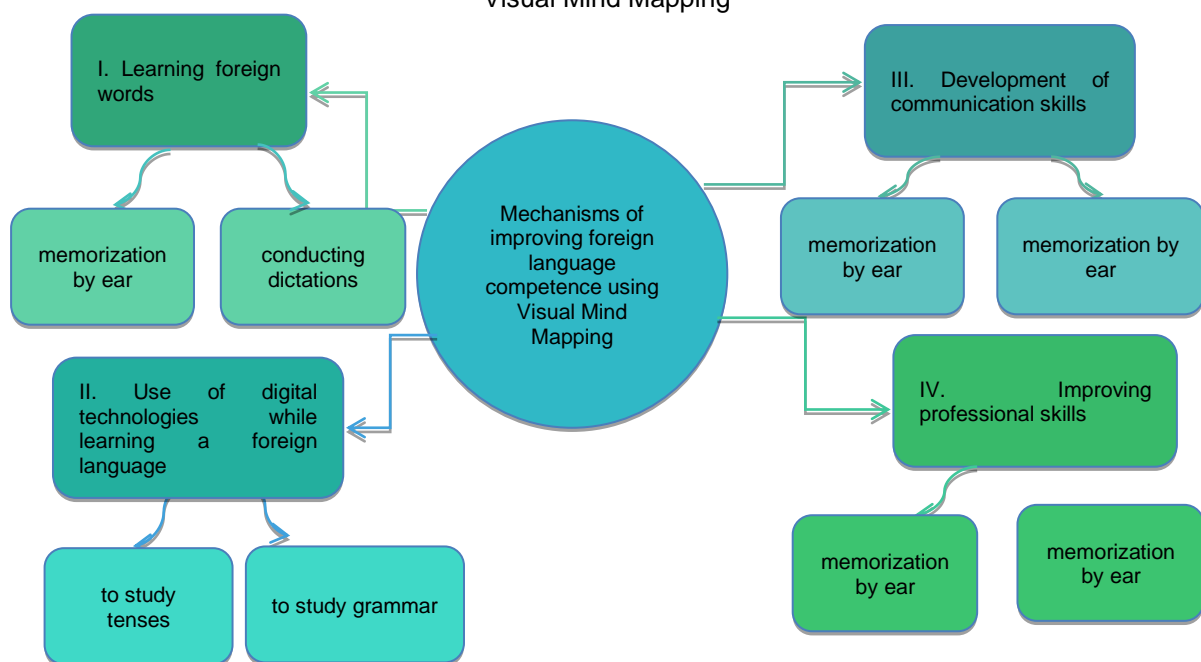 Visual Mind Mapping
I. Learning foreign
words
memorization
by ear
conducting
dictations
II. Use of digital
technologies while
learning a foreign
language
to study
tenses
to study grammar
Mechanisms of
improving foreign
language
competence using
Visual Mind
Mapping
III. Development of
communication skills
memorization
by ear
memorization by
ear
IV. Improving
professional skills
memorization
by ear
memorization
by ear